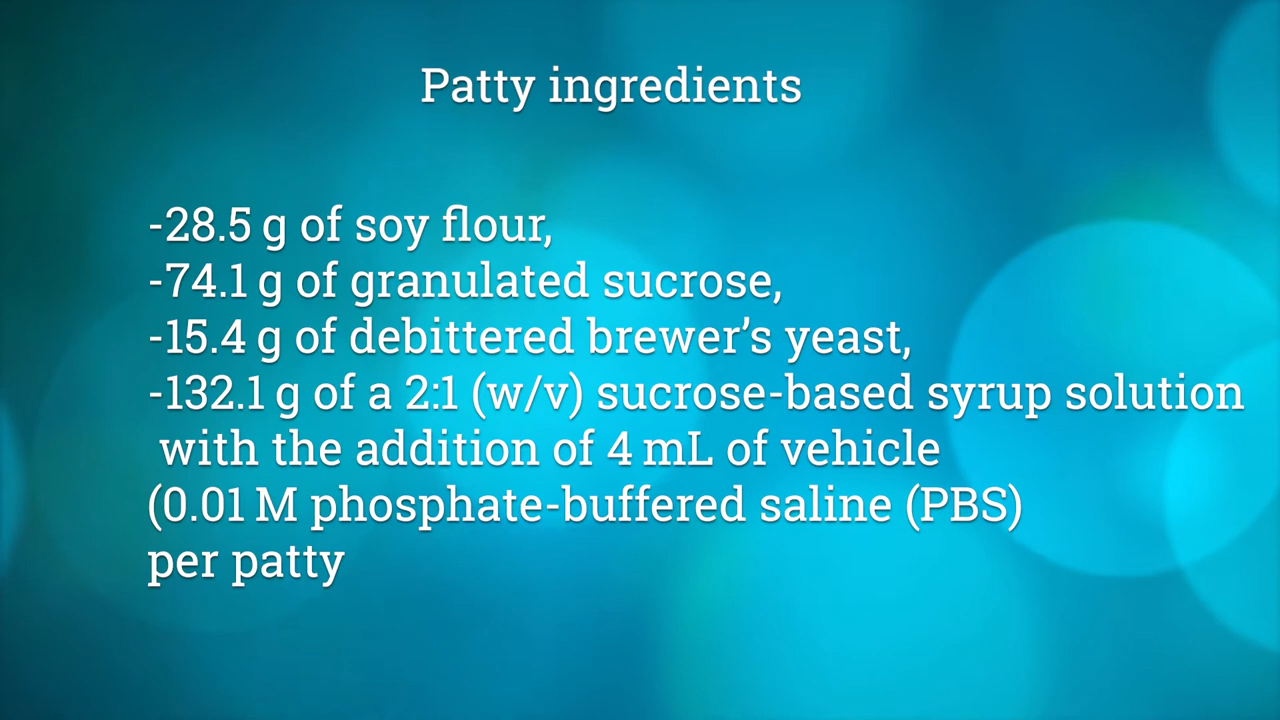 Patty ingredients
-28.5 g of soy flour,
-74.1 g of granulated sucrose,
-15.4 g of debittered brewer’s yeast,
-132.1 g of a 2:1 (w/v) sucrose-based syrup solution
with the addition of 4 mL of vehicle
(0.01 M phosphate-buffered saline (PBS)
per patty